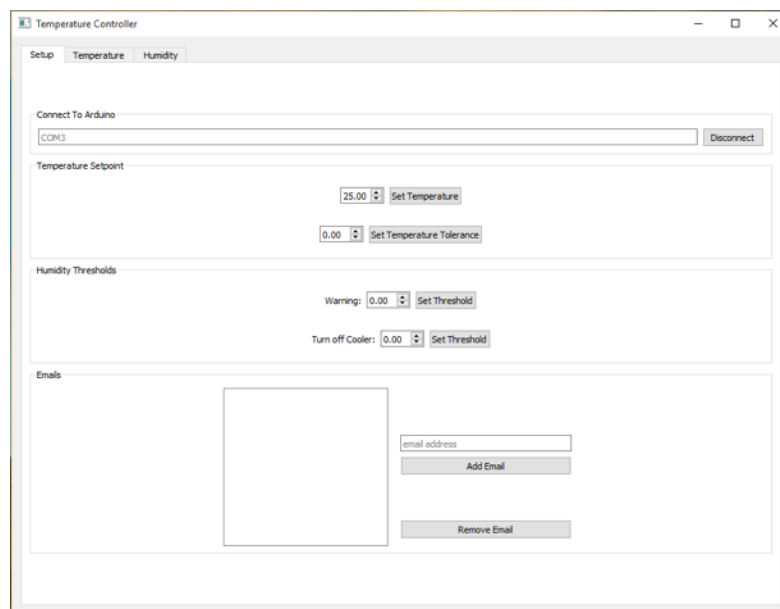 Temperature Controller
Setup Temperature Humidity
Connect To Arduino
COM3 Disconnect
Temperature Setpoint
25.00 Set Temperature
0.00 Set Temperature Tolerance
Humidity Thresholds
Warning: 0.00 Set Threshold
Turn off Cooler: 0.00 Set Threshold
Emails
email address
Add Email
Remove Email